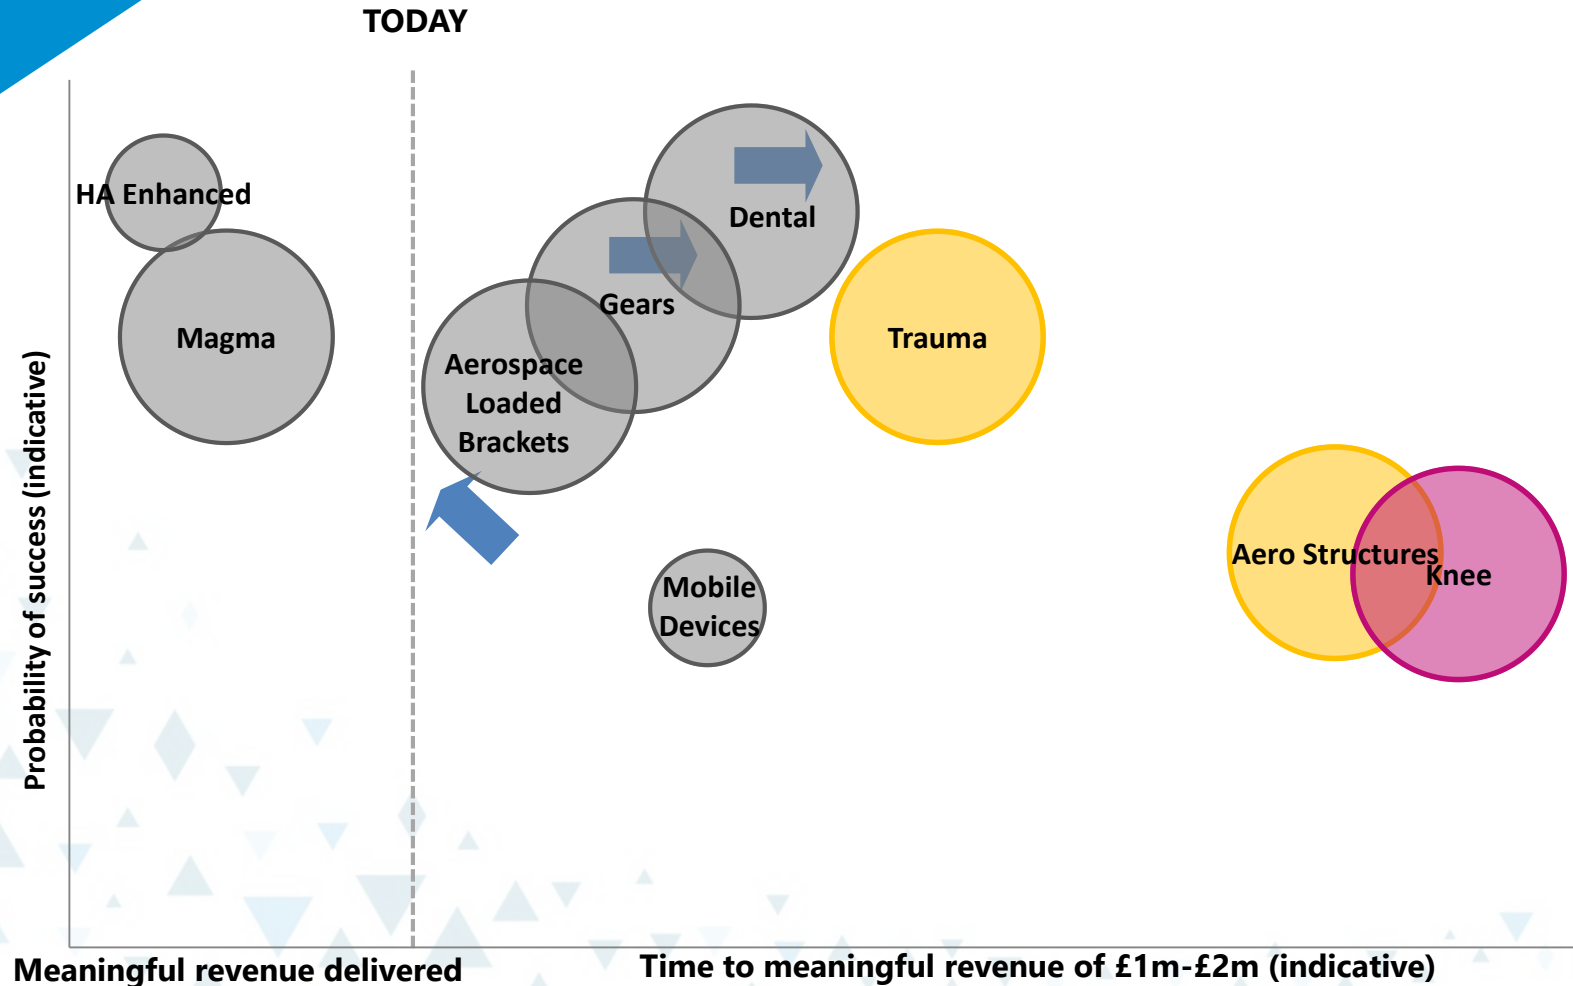 TODAY
HA Enhanced
Magma
Dental
Gears
Aerospace
Loaded
Brackets
Trauma
Mobile
Devices
Aero Structures
Knee
Probability of success (indicative)
Meaningful revenue delivered
Time to meaningful revenue of £1m-£2m (indicative)